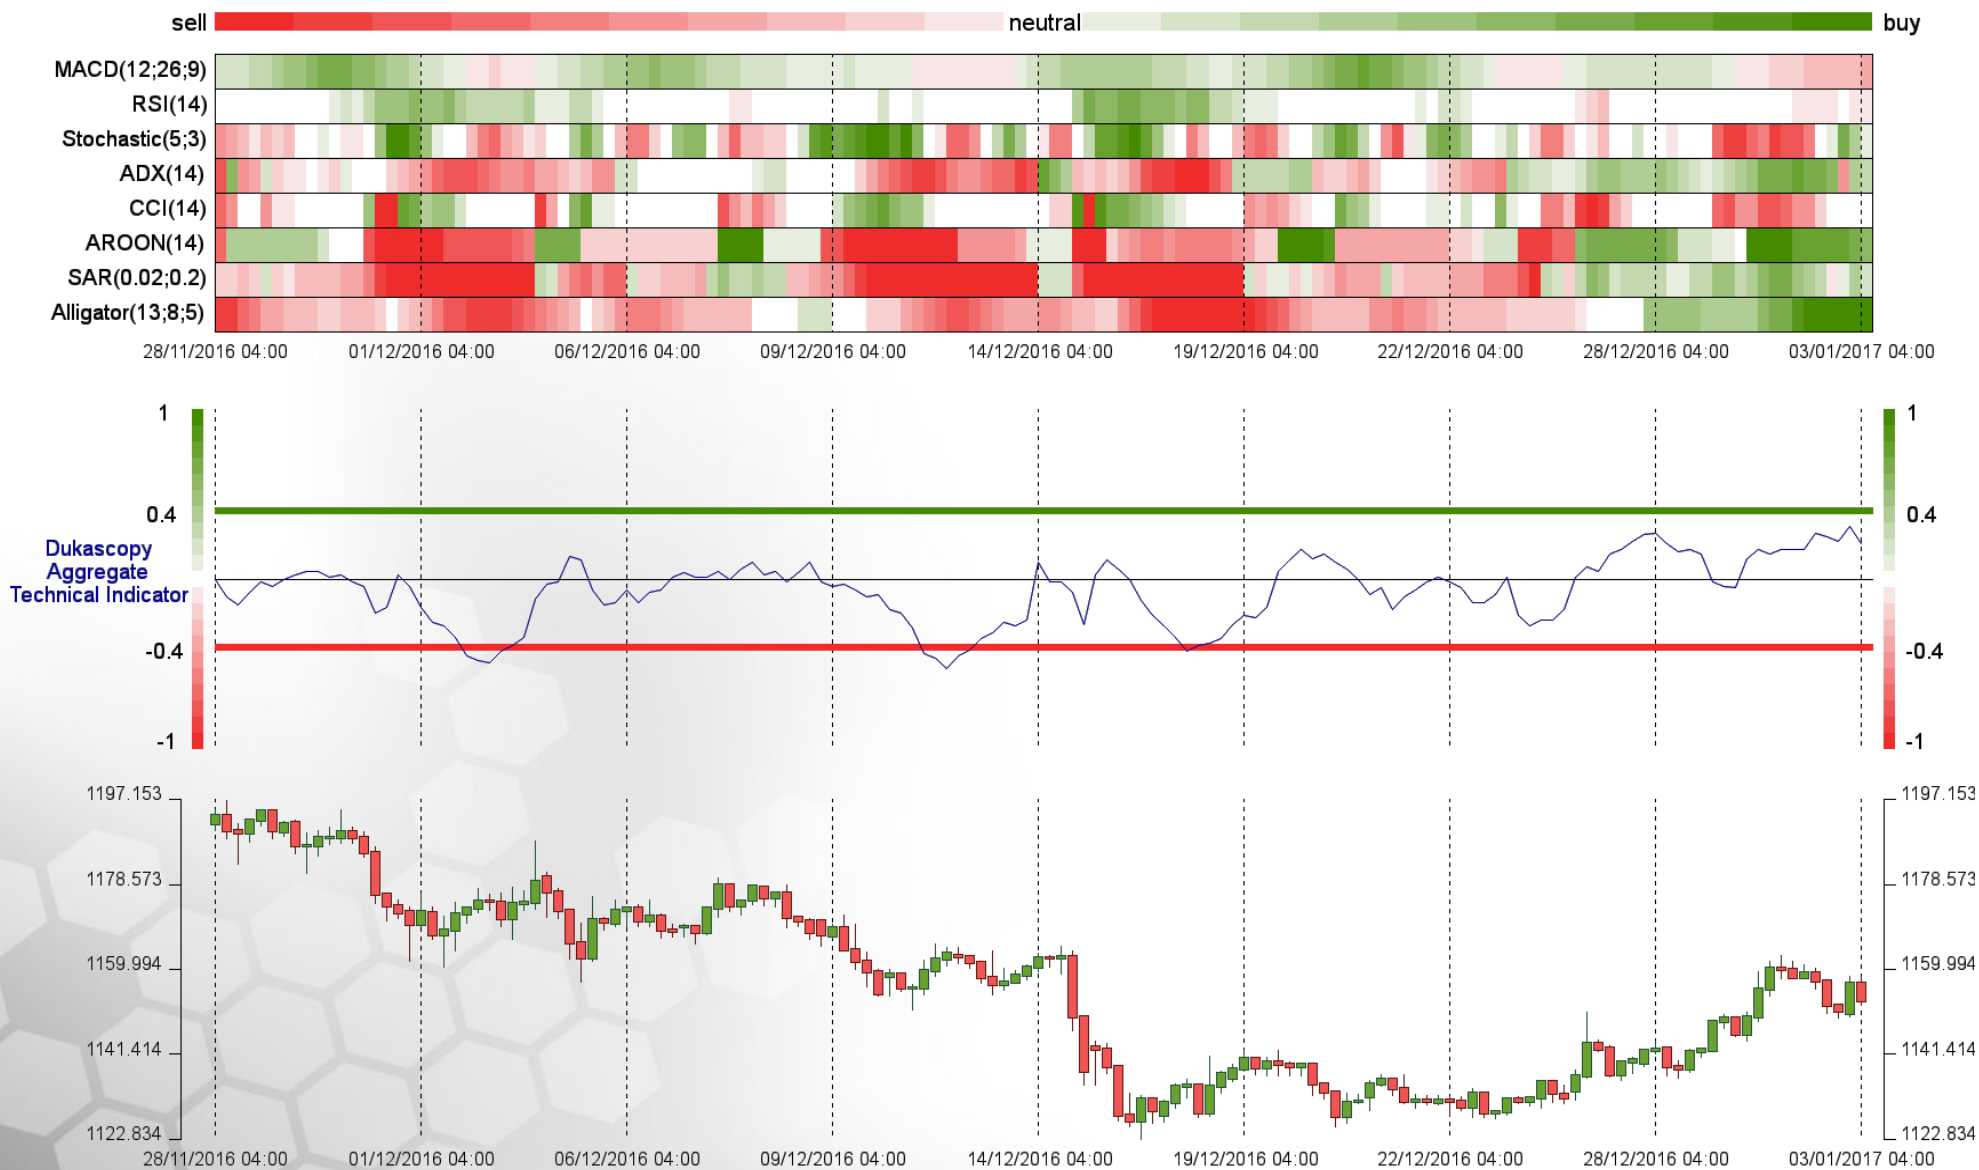 sell neutral buy
MACD(12;26;9)
RSI(14)
Stochastic(5;3)
ADX(14)
CCI(14)
AROON(14)
SAR(0.02;0.2)
Alligator(13;8;5)
28/11/2016 04:00 01/12/2016 04:00 06/12/2016 04:00 09/12/2016 04:00 14/12/2016 04:00 19/12/2016 04:00 22/12/2016 04:00 28/12/2016 04:00 03/01/2017 04:00
1 1
0.4 0.4
Dukascopy
Aggregate
Technical Indicator
-0.4 -0.4
-1 -1
1197.153 1197.153
1178.573 1178.573
1159.994 1159.994
1141.414 1141.414
1122.834 1122.834
28/11/2016 04:00 01/12/2016 04:00 06/12/2016 04:00 09/12/2016 04:00 14/12/2016 04:00 19/12/2016 04:00 22/12/2016 04:00 28/12/2016 04:00 03/01/2017 04:00